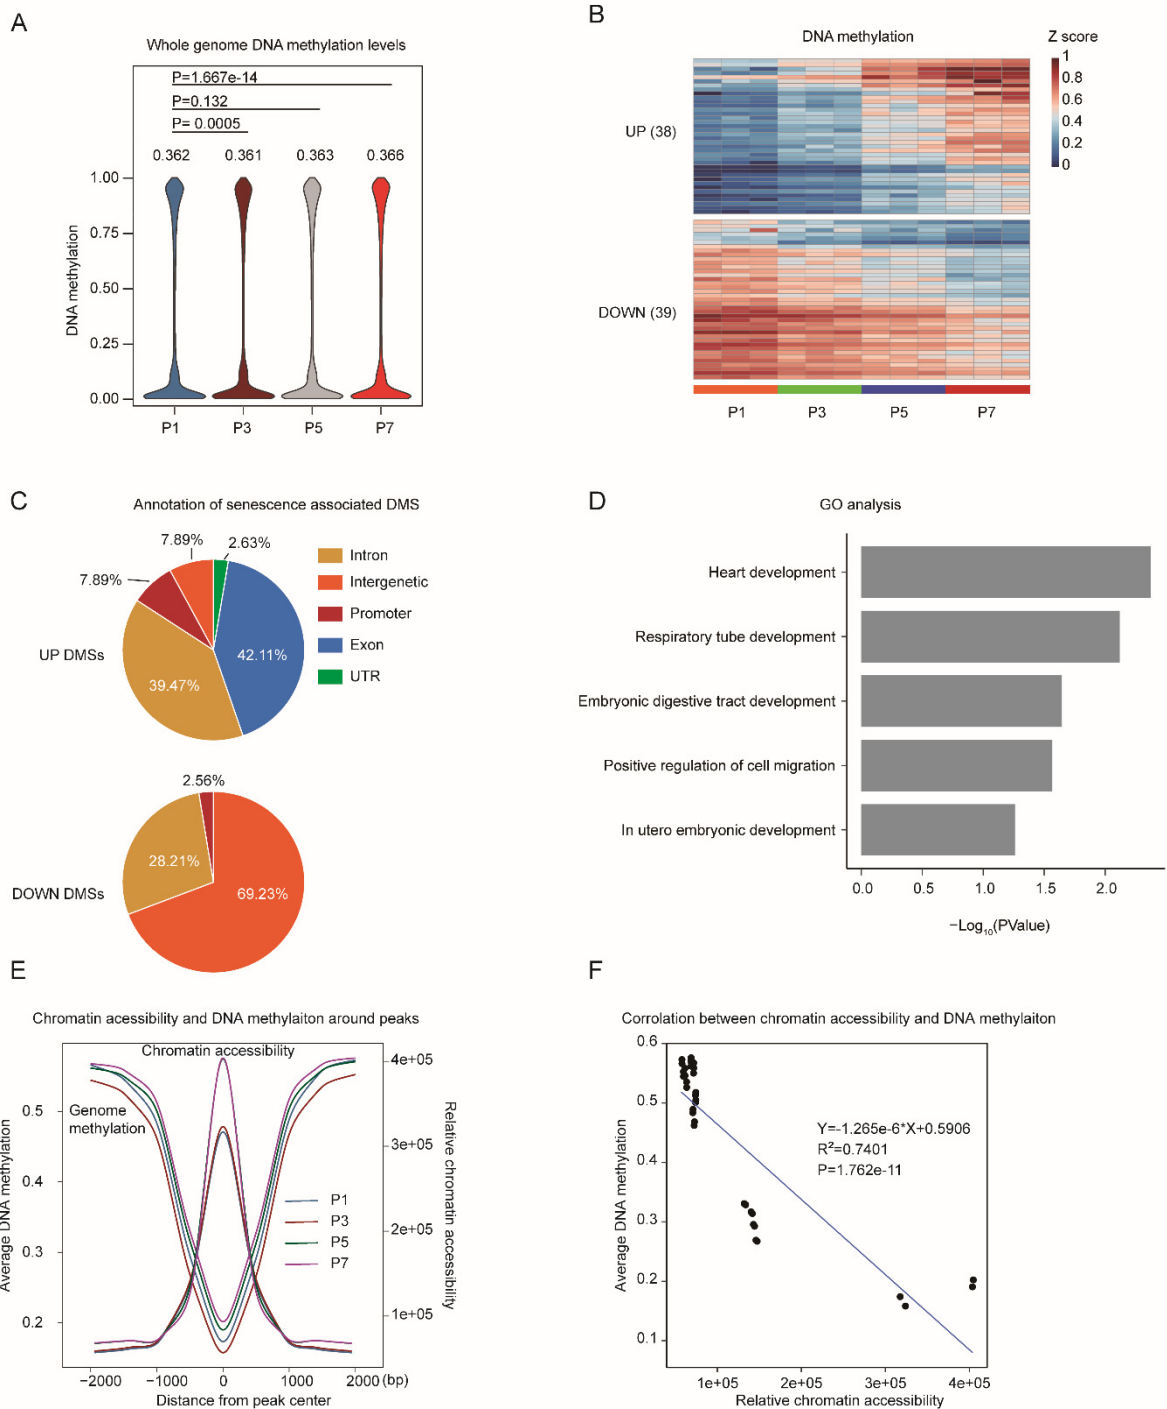 A
Whole genome DNA methylation levels
P=1.667e-14
P=0.132
P= 0.0005
0.362 0.361 0.363 0.366
1.00
0.75
0.50
0.25
0.00
DNA methylation
P1 P3 P5 P7
B
DNA methylation
Z score
1
0.8
0.6
0.4
0.2
0
UP (38)
DOWN (39)
P1 P3 P5 P7
C
Annotation of senescence associated DMS
7.89%
2.63%
7.89%
42.11%
39.47%
UP DMSs
Intron
Intergenetic
Promoter
Exon
UTR
2.56%
28.21%
69.23%
DOWN DMSs
D
GO analysis
Heart development
Respiratory tube development
Embryonic digestive tract development
Positive regulation of cell migration
In utero embryonic development
0.0 0.5 1.0 1.5 2.0
−Log₁₀(PValue)
E
Chromatin acessibility and DNA methylaiton around peaks
Chromatin accessibility
Genome
methylation
0.5
0.4
0.3
0.2
Average DNA methylation
4e+05
3e+05
2e+05
1e+05
Relative chromatin accessibility
P1
P3
P5
P7
−2000 −1000 0 1000 2000 (bp)
Distance from peak center
F
Corrolation between chromatin accessibility and DNA methylaiton
0.6
0.5
0.4
0.3
0.2
0.1
Average DNA methylation
Y=-1.265e-6*X+0.5906
R²=0.7401
P=1.762e-11
1e+05 2e+05 3e+05 4e+05
Relative chromatin accessibility